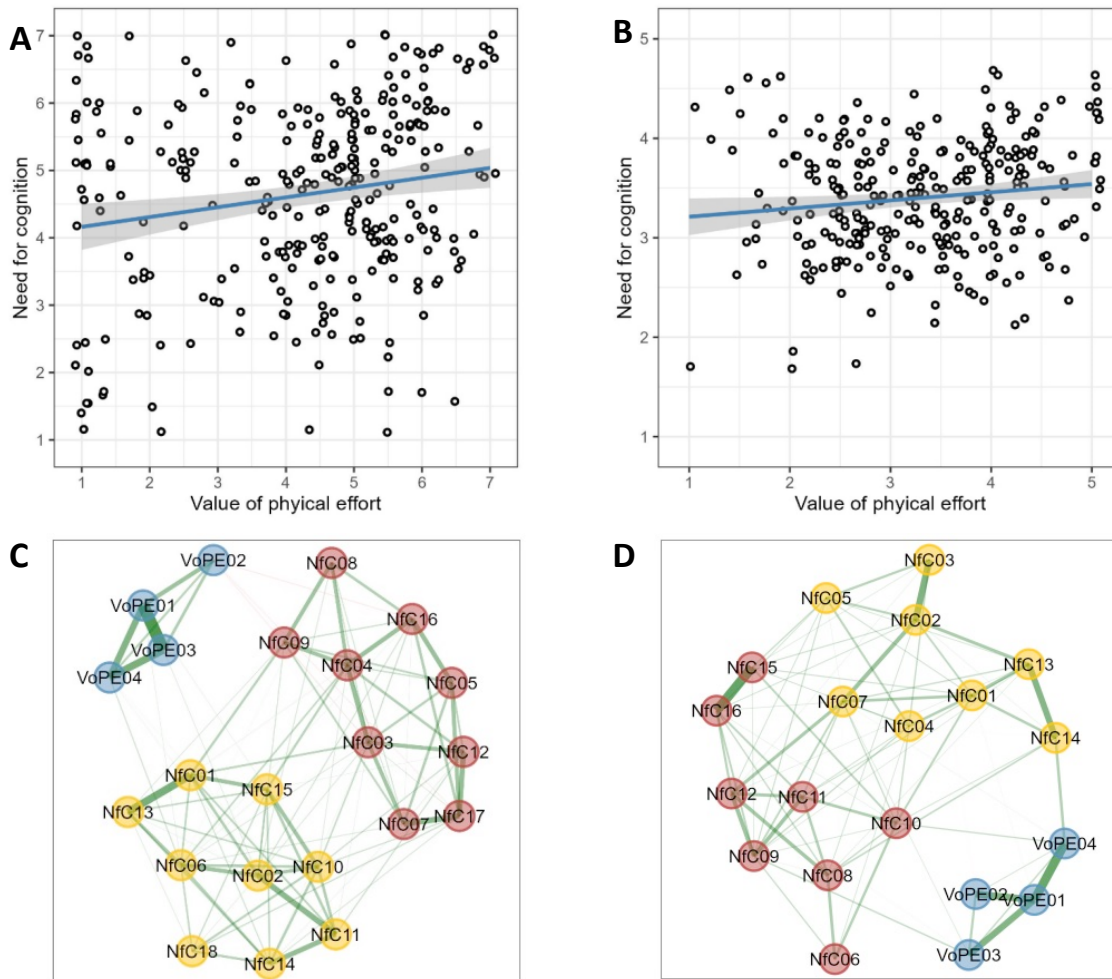 A
7
6
5
4
3
2
1
Need for cognition
1 2 3 4 5 6 7
Value of phyical effort
B
5
4
3
2
1
Need for cognition
1 2 3 4 5
Value of phyical effort
C
VoPE02
NfC08
VoPE01
NfC16
NfC09
VoPE03
NfC04
VoPE04
NfC05
NfC03
NfC12
NfC01
NfC15
NfC13
NfC17
NfC07
NfC06
NfC10
NfC02
NfC11
NfC18
NfC14
D
NfC03
NfC05
NfC02
NfC15
NfC13
NfC16
NfC07
NfC01
NfC04
NfC14
NfC12
NfC11
NfC10
NfC09
VoPE04
NfC08
VoPE02
VoPE01
NfC06
VoPE03